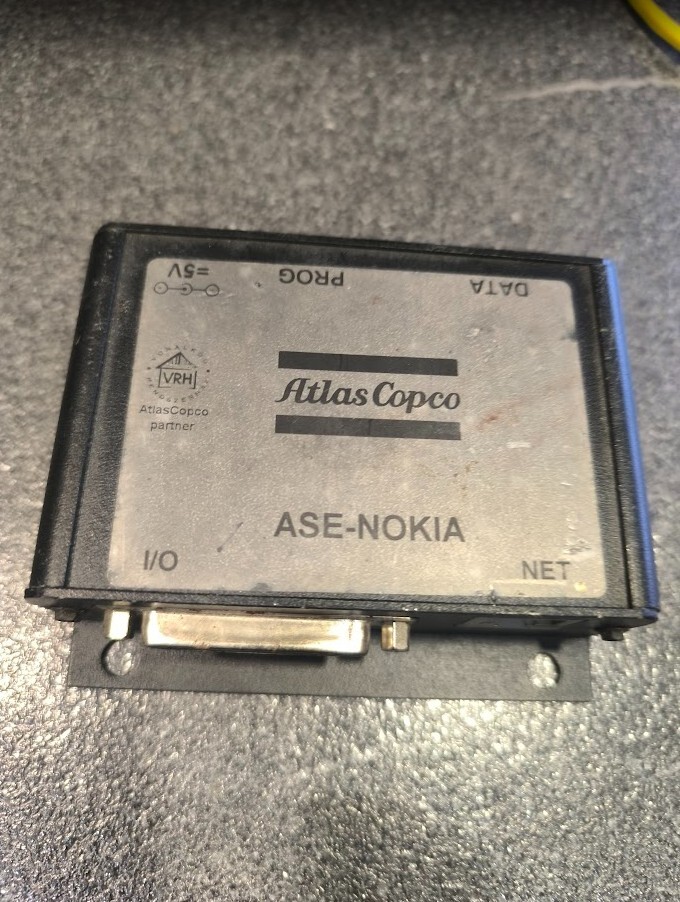 =5V
PROG
DATA
VRH
AtlasCopco
partner
Atlas Copco
ASE-NOKIA
I/O
NET